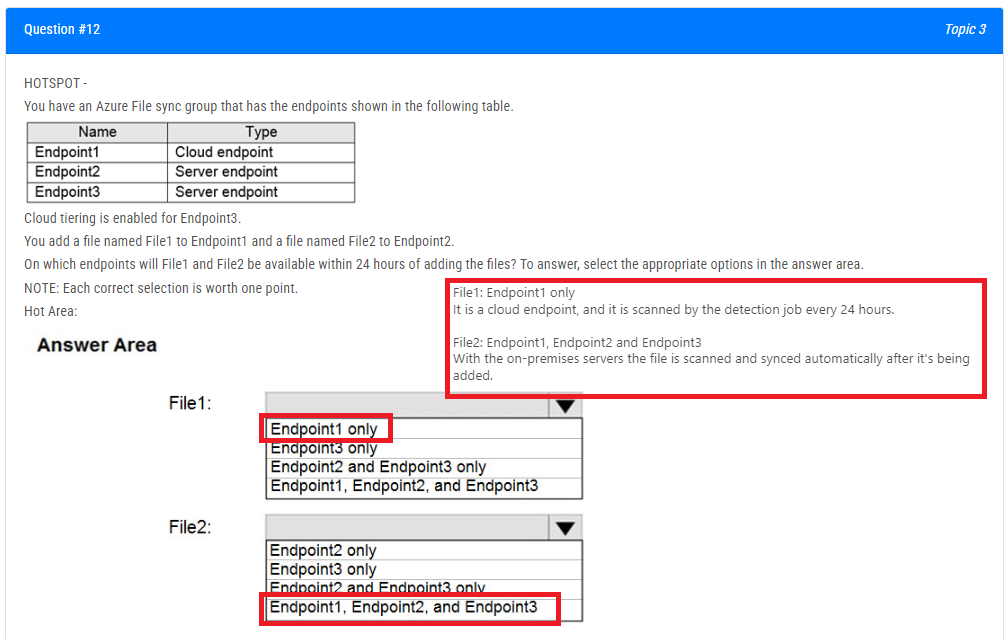 Question #12
Topic 3
HOTSPOT -
You have an Azure File sync group that has the endpoints shown in the following table.
Name Type
Endpoint1 Cloud endpoint
Endpoint2 Server endpoint
Endpoint3 Server endpoint
Cloud tiering is enabled for Endpoint3.
You add a file named File1 to Endpoint1 and a file named File2 to Endpoint2.
On which endpoints will File1 and File2 be available within 24 hours of adding the files? To answer, select the appropriate options in the answer area.
NOTE: Each correct selection is worth one point.
Hot Area:
File1: Endpoint1 only
It is a cloud endpoint, and it is scanned by the detection job every 24 hours.
File2: Endpoint1, Endpoint2 and Endpoint3
With the on-premises servers the file is scanned and synced automatically after it's being
added.
Answer Area
File1:
Endpoint1 only
Endpoint3 only
Endpoint2 and Endpoint3 only
Endpoint1, Endpoint2, and Endpoint3
File2:
Endpoint2 only
Endpoint3 only
Endpoint2 and Endpoint3 only
Endpoint1, Endpoint2, and Endpoint3